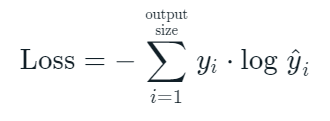 output
size
Loss = − ∑ yᵢ · log ŷᵢ
i=1